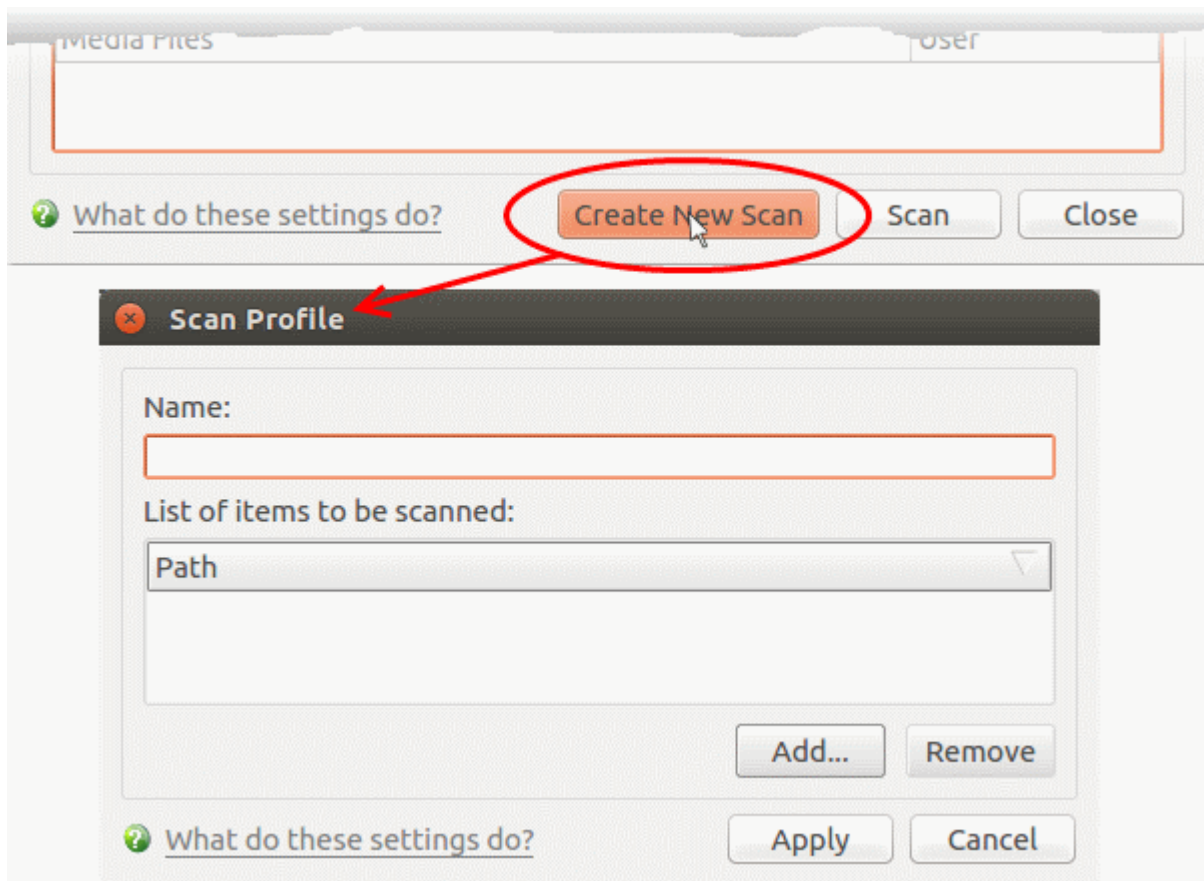 Media Files User
What do these settings do? Create New Scan Scan Close
Scan Profile
Name:
List of items to be scanned:
Path
Add... Remove
What do these settings do? Apply Cancel